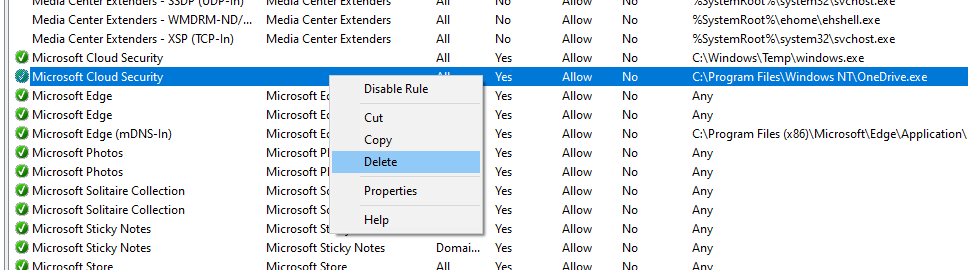 Media Center Extenders - SSDP (UDP-In) Media Center Extenders All No Allow No %SystemRoot%\system32\svchost.exe
Media Center Extenders - WMDRM-ND/... Media Center Extenders All No Allow No %SystemRoot%\ehome\ehshell.exe
Media Center Extenders - XSP (TCP-In) Media Center Extenders All No Allow No %SystemRoot%\system32\svchost.exe
Microsoft Cloud Security All Yes Allow No C:\Windows\Temp\windows.exe
Microsoft Cloud Security All Yes Allow No C:\Program Files\Windows NT\OneDrive.exe
Microsoft Edge Microsoft Ed Yes Allow No Any
Microsoft Edge Microsoft Ed Yes Allow No Any
Microsoft Edge (mDNS-In) Microsoft Ed Yes Allow No C:\Program Files (x86)\Microsoft\Edge\Application\
Microsoft Photos Microsoft Ph Yes Allow No Any
Microsoft Photos Microsoft Ph Yes Allow No Any
Microsoft Solitaire Collection Microsoft So Yes Allow No Any
Microsoft Solitaire Collection Microsoft So Yes Allow No Any
Microsoft Sticky Notes Microsoft St Yes Allow No Any
Microsoft Sticky Notes Microsoft Sticky Notes Domai... Yes Allow No Any
Microsoft Store Microsoft Store All Yes Allow No Any
Disable Rule
Cut
Copy
Delete
Properties
Help